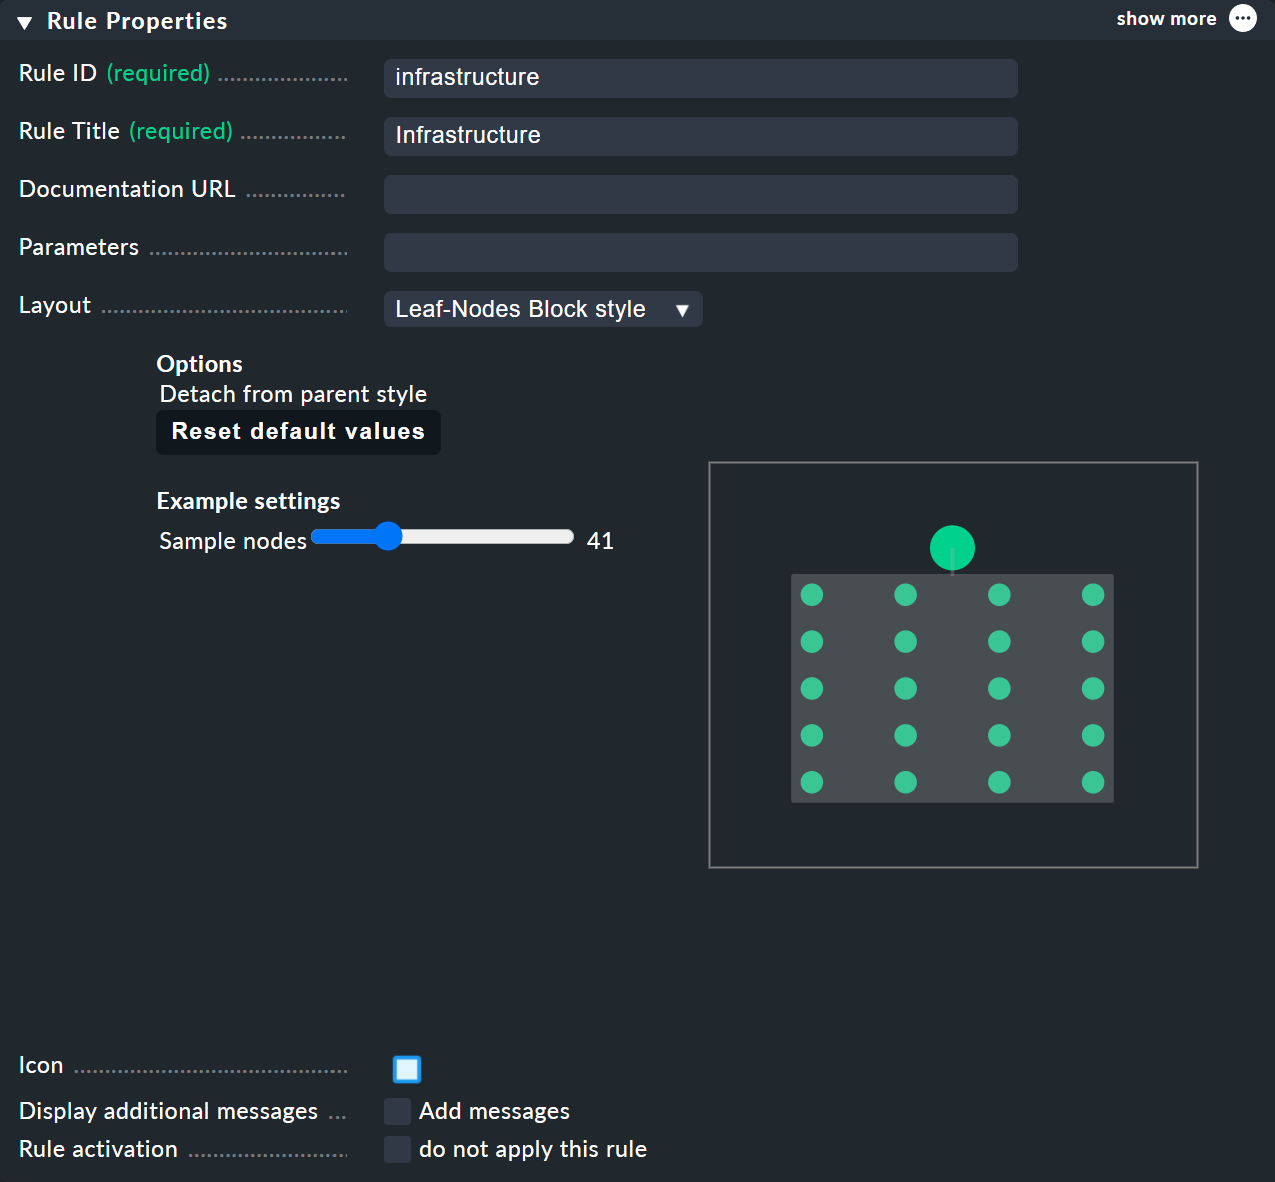 Rule Properties
show more
Rule ID (required)
infrastructure
Rule Title (required)
Infrastructure
Documentation URL
Parameters
Layout
Leaf-Nodes Block style
Options
Detach from parent style
Reset default values
Example settings
Sample nodes 41
Icon
Display additional messages
Add messages
Rule activation
do not apply this rule